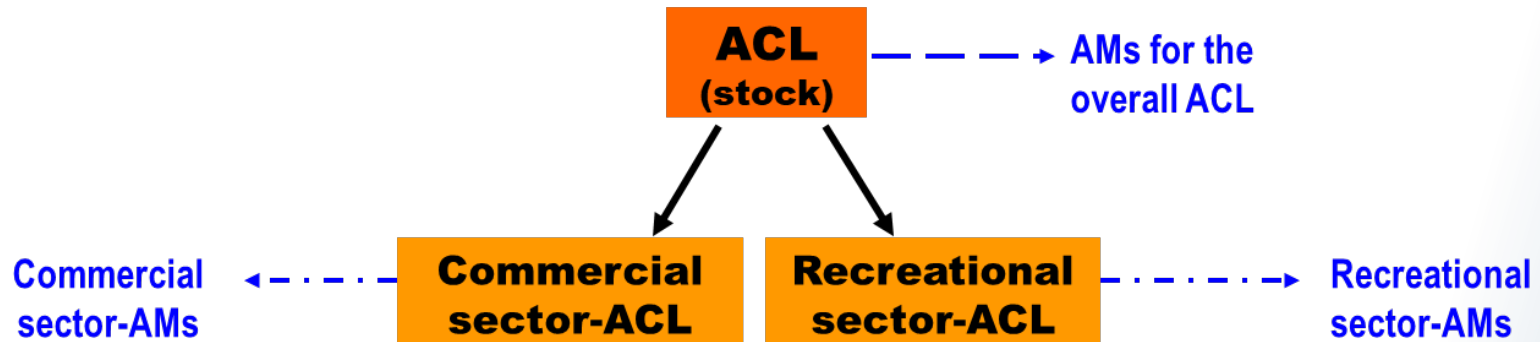 ACL
(stock)
AMs for the
overall ACL
Commercial
sector-AMs
Commercial
sector-ACL
Recreational
sector-ACL
Recreational
sector-AMs